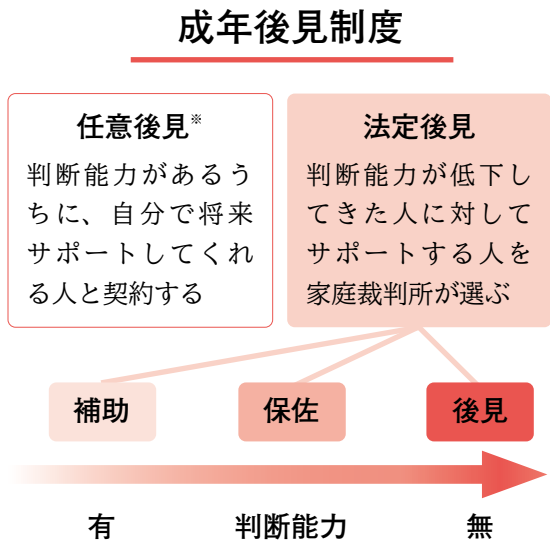 成年後見制度
任意後見※
判断能力があるう
ちに、自分で将来
サポートしてくれ
る人と契約する
法定後見
判断能力が低下し
てきた人に対して
サポートする人を
家庭裁判所が選ぶ
補助 保佐 後見
有 判断能力 無